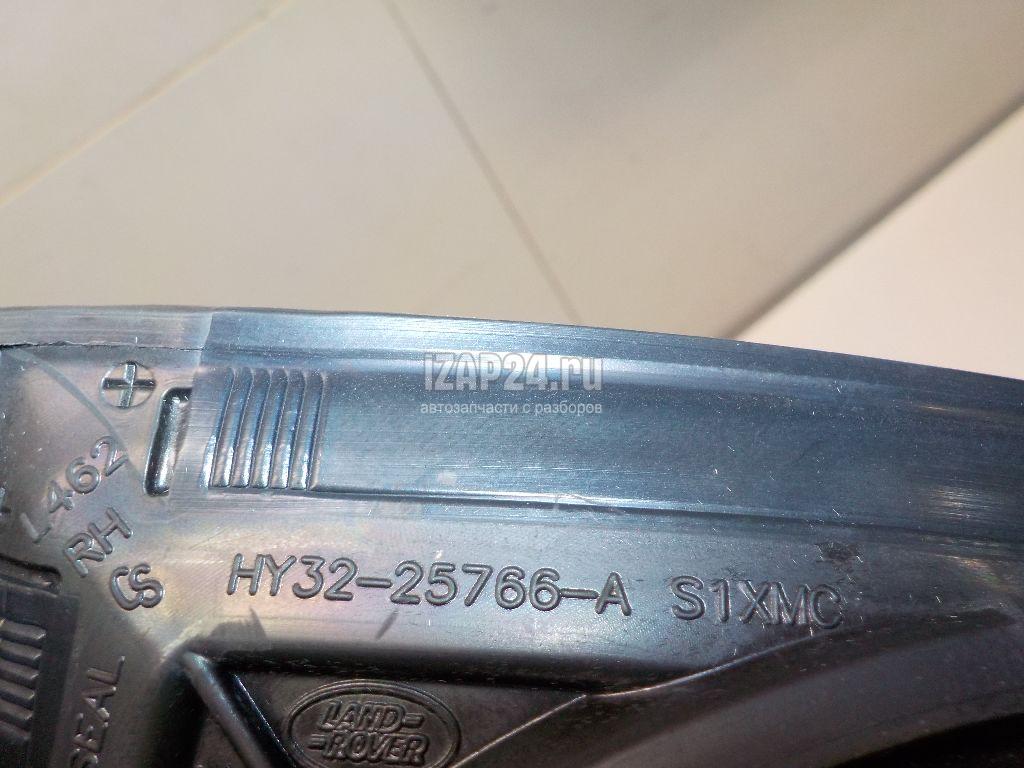 iZAP24.ru
автозапчасти с разборов
L462
RH
CS
HY32-25766-A S1XMC
SEAL
LAND-
-ROVER